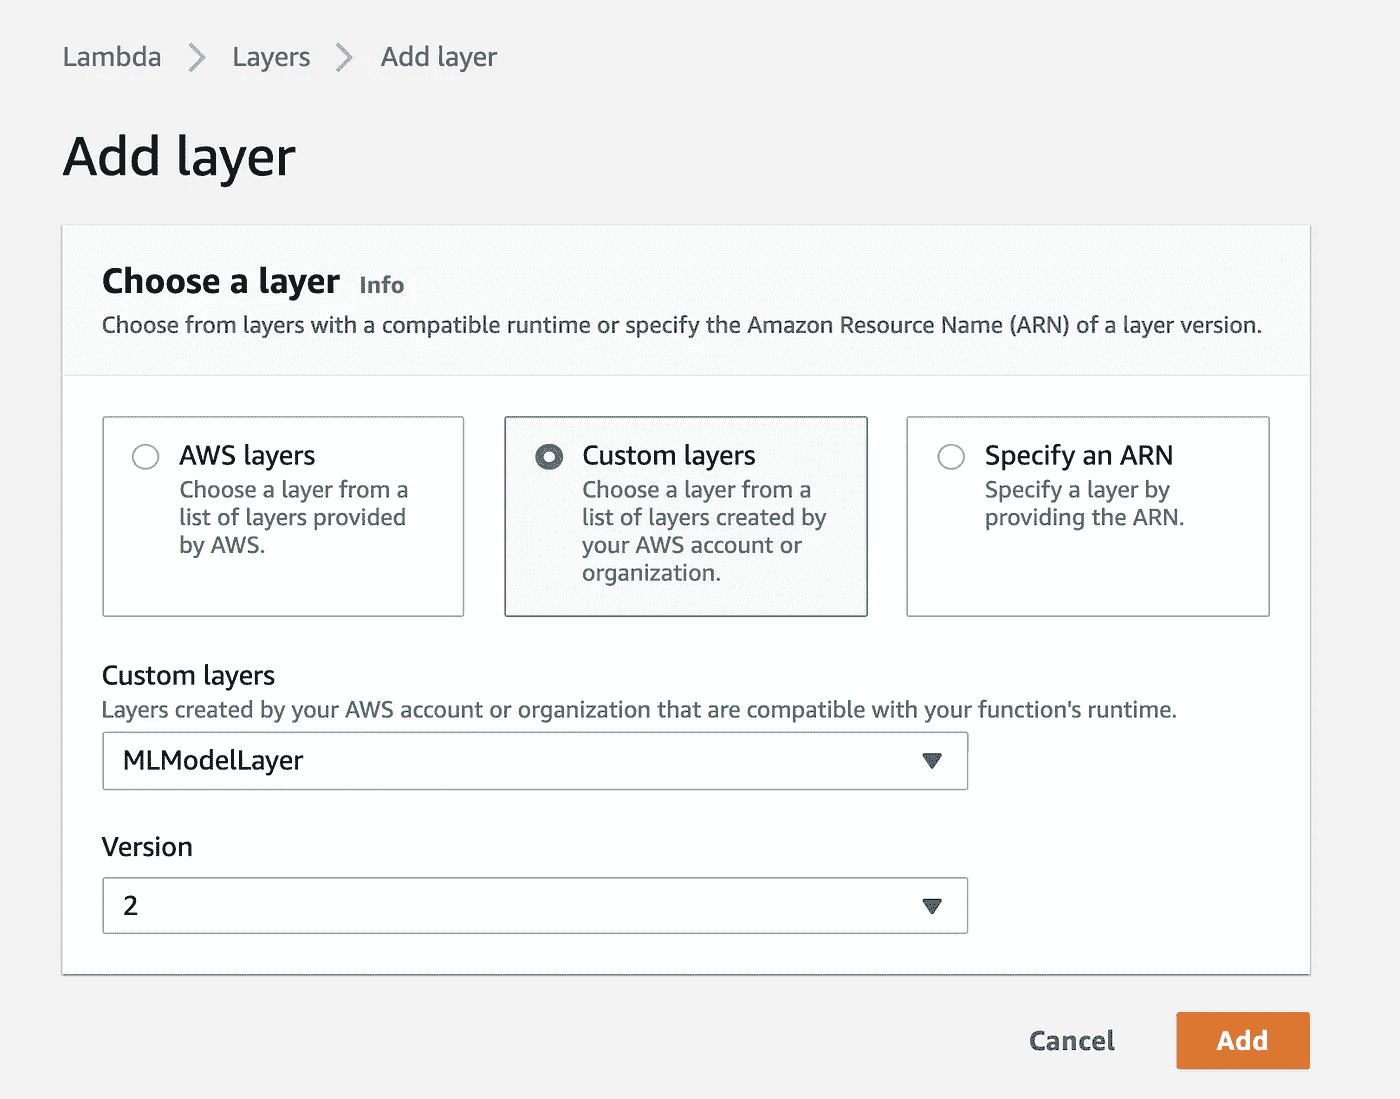 Lambda > Layers > Add layer
Add layer
Choose a layer Info
Choose from layers with a compatible runtime or specify the Amazon Resource Name (ARN) of a layer version.
AWS layers
Choose a layer from a
list of layers provided
by AWS.
Custom layers
Choose a layer from a
list of layers created by
your AWS account or
organization.
Specify an ARN
Specify a layer by
providing the ARN.
Custom layers
Layers created by your AWS account or organization that are compatible with your function's runtime.
MLModelLayer
Version
2
Cancel
Add